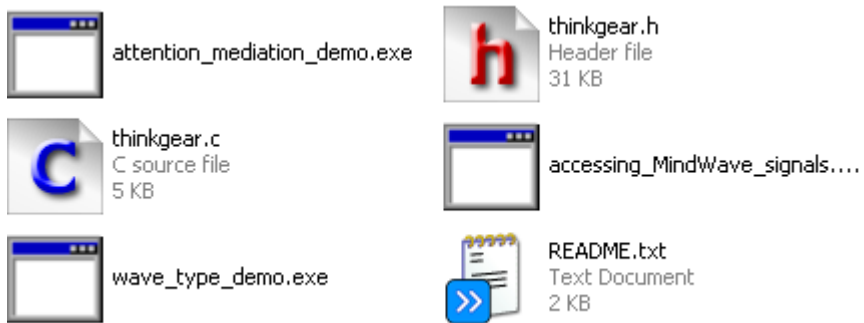 attention_mediation_demo.exe
thinkgear.h
Header file
31 KB
thinkgear.c
C source file
5 KB
accessing_MindWave_signals....
wave_type_demo.exe
README.txt
Text Document
2 KB